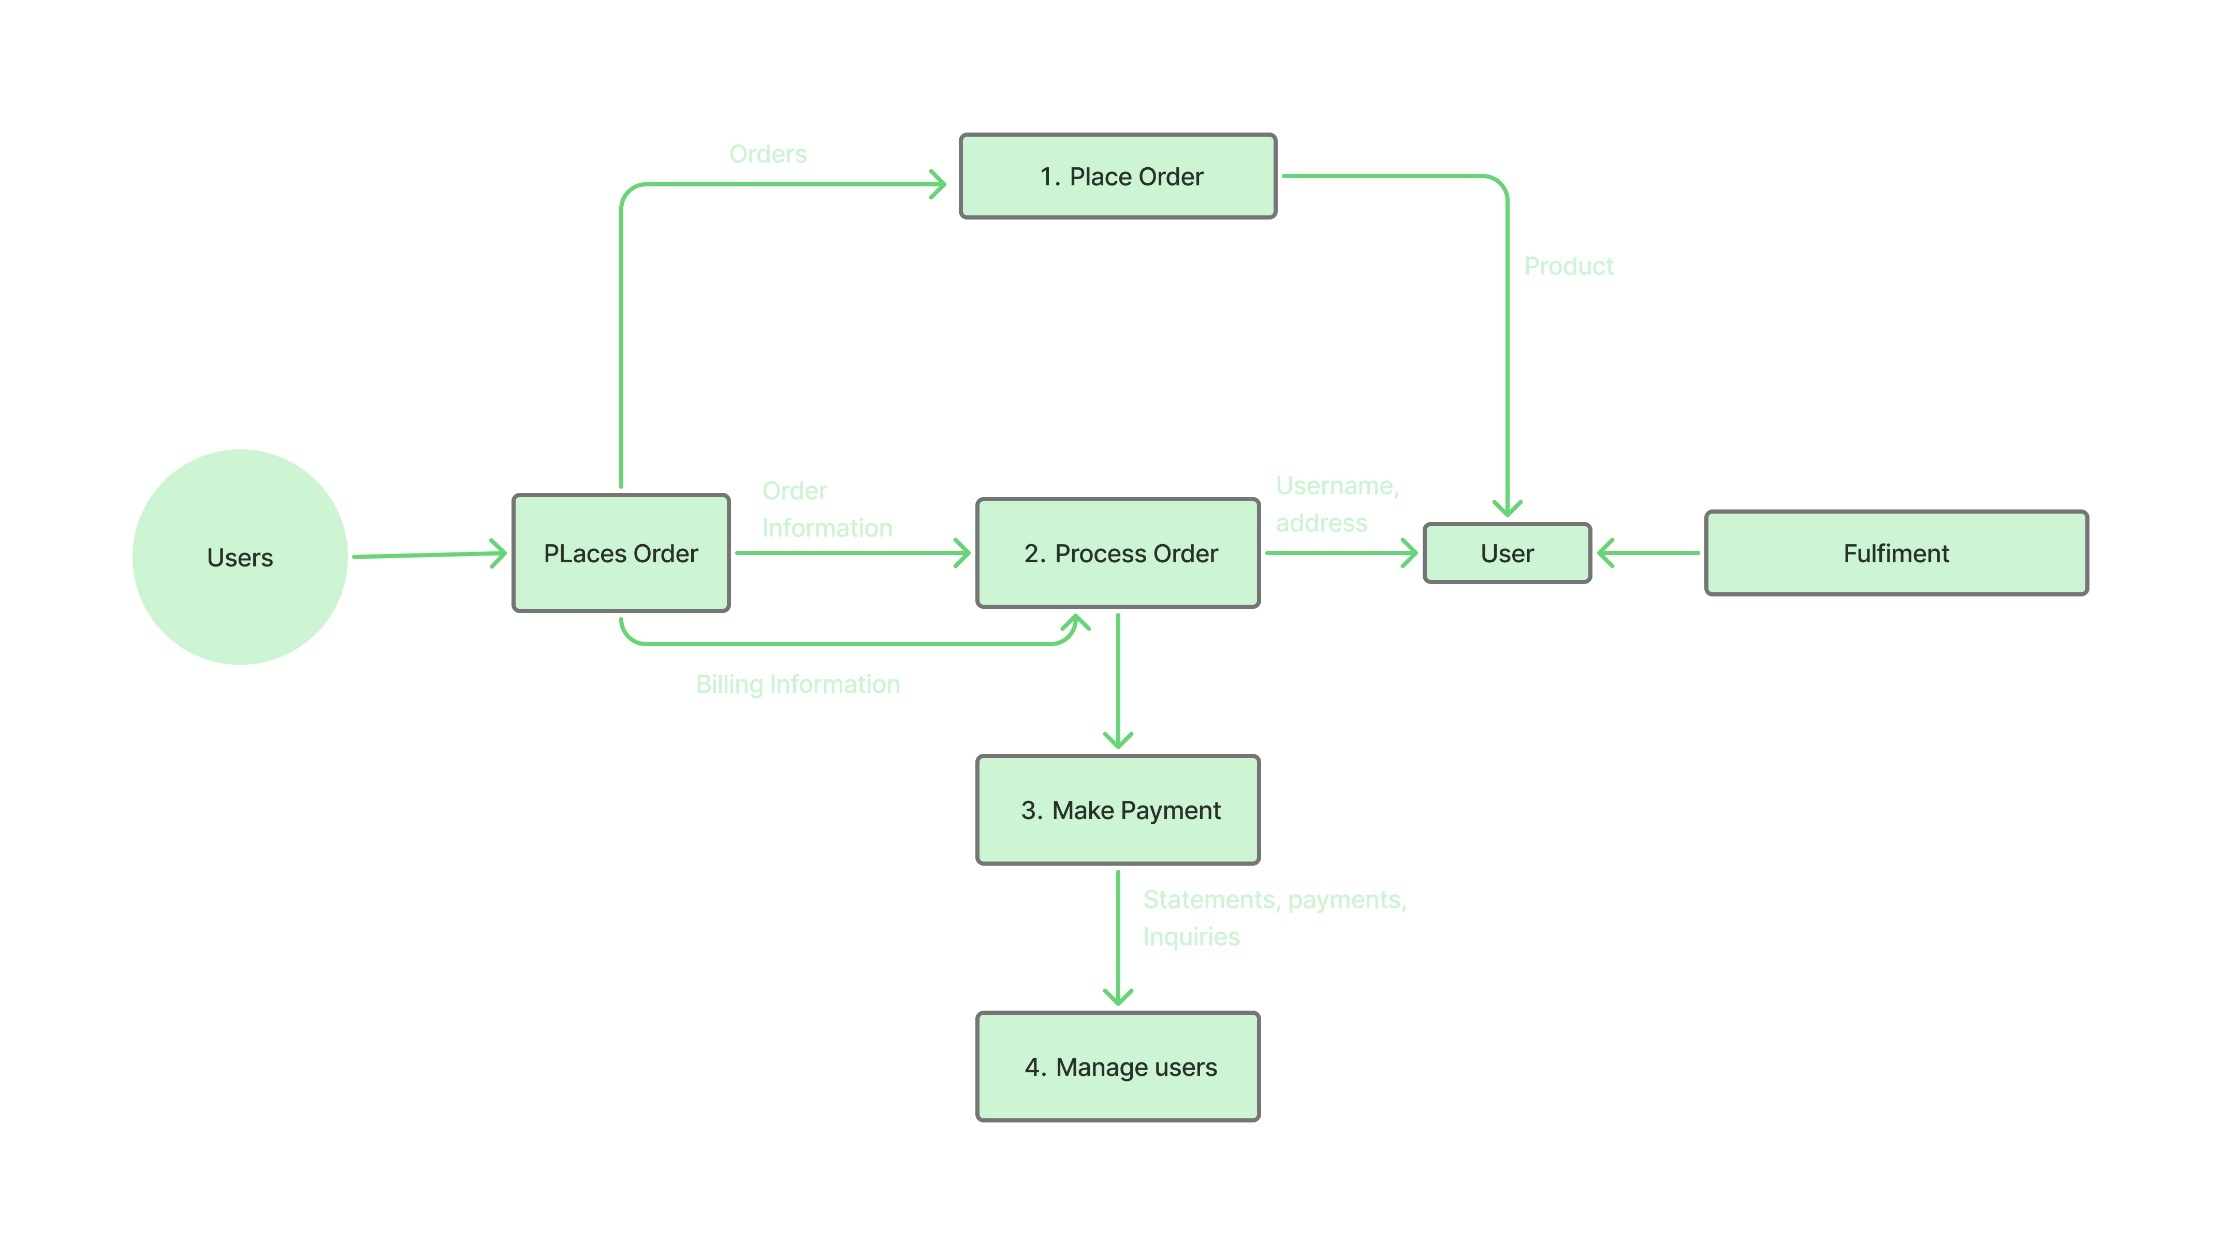 Orders
1. Place Order
Product
Users
PLaces Order
Order
Information
2. Process Order
Username,
address
User
Fulfiment
Billing Information
3. Make Payment
Statements, payments,
Inquiries
4. Manage users